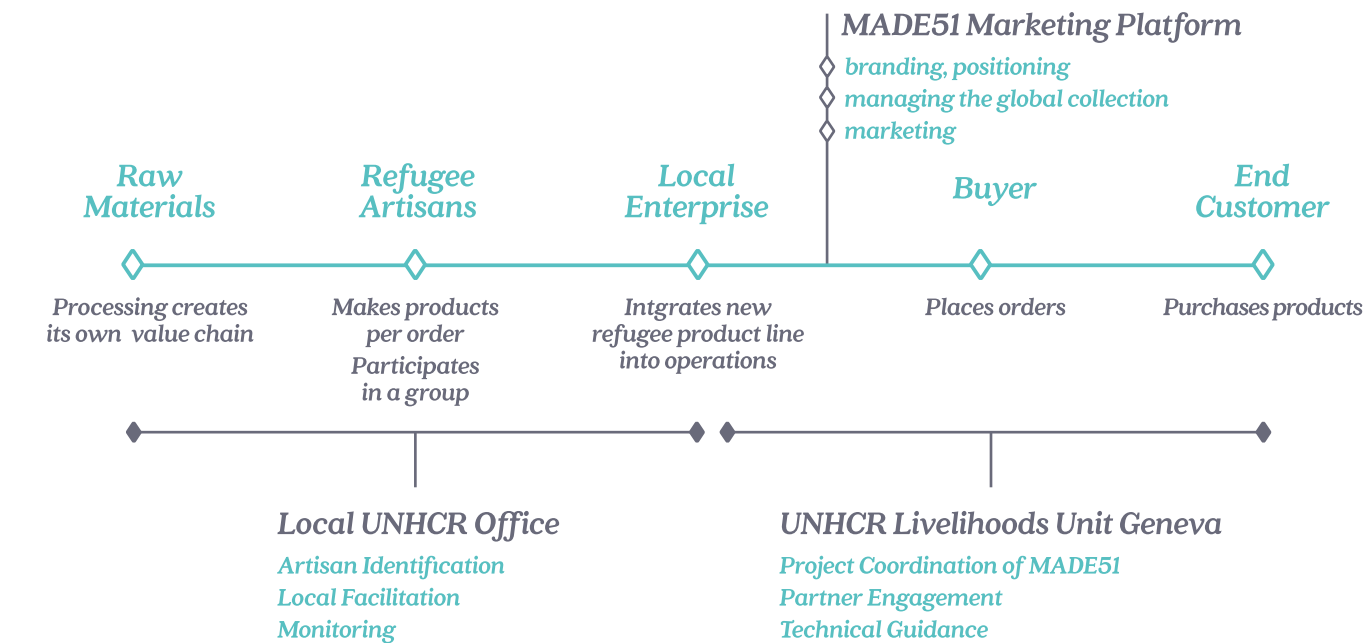 MADE51 Marketing Platform
branding, positioning
managing the global collection
marketing
Raw
Materials
Refugee
Artisans
Local
Enterprise
Buyer
End
Customer
Processing creates
its own value chain
Makes products
per order
Participates
in a group
Intgrates new
refugee product line
into operations
Places orders
Purchases products
Local UNHCR Office
Artisan Identification
Local Facilitation
Monitoring
UNHCR Livelihoods Unit Geneva
Project Coordination of MADE51
Partner Engagement
Technical Guidance